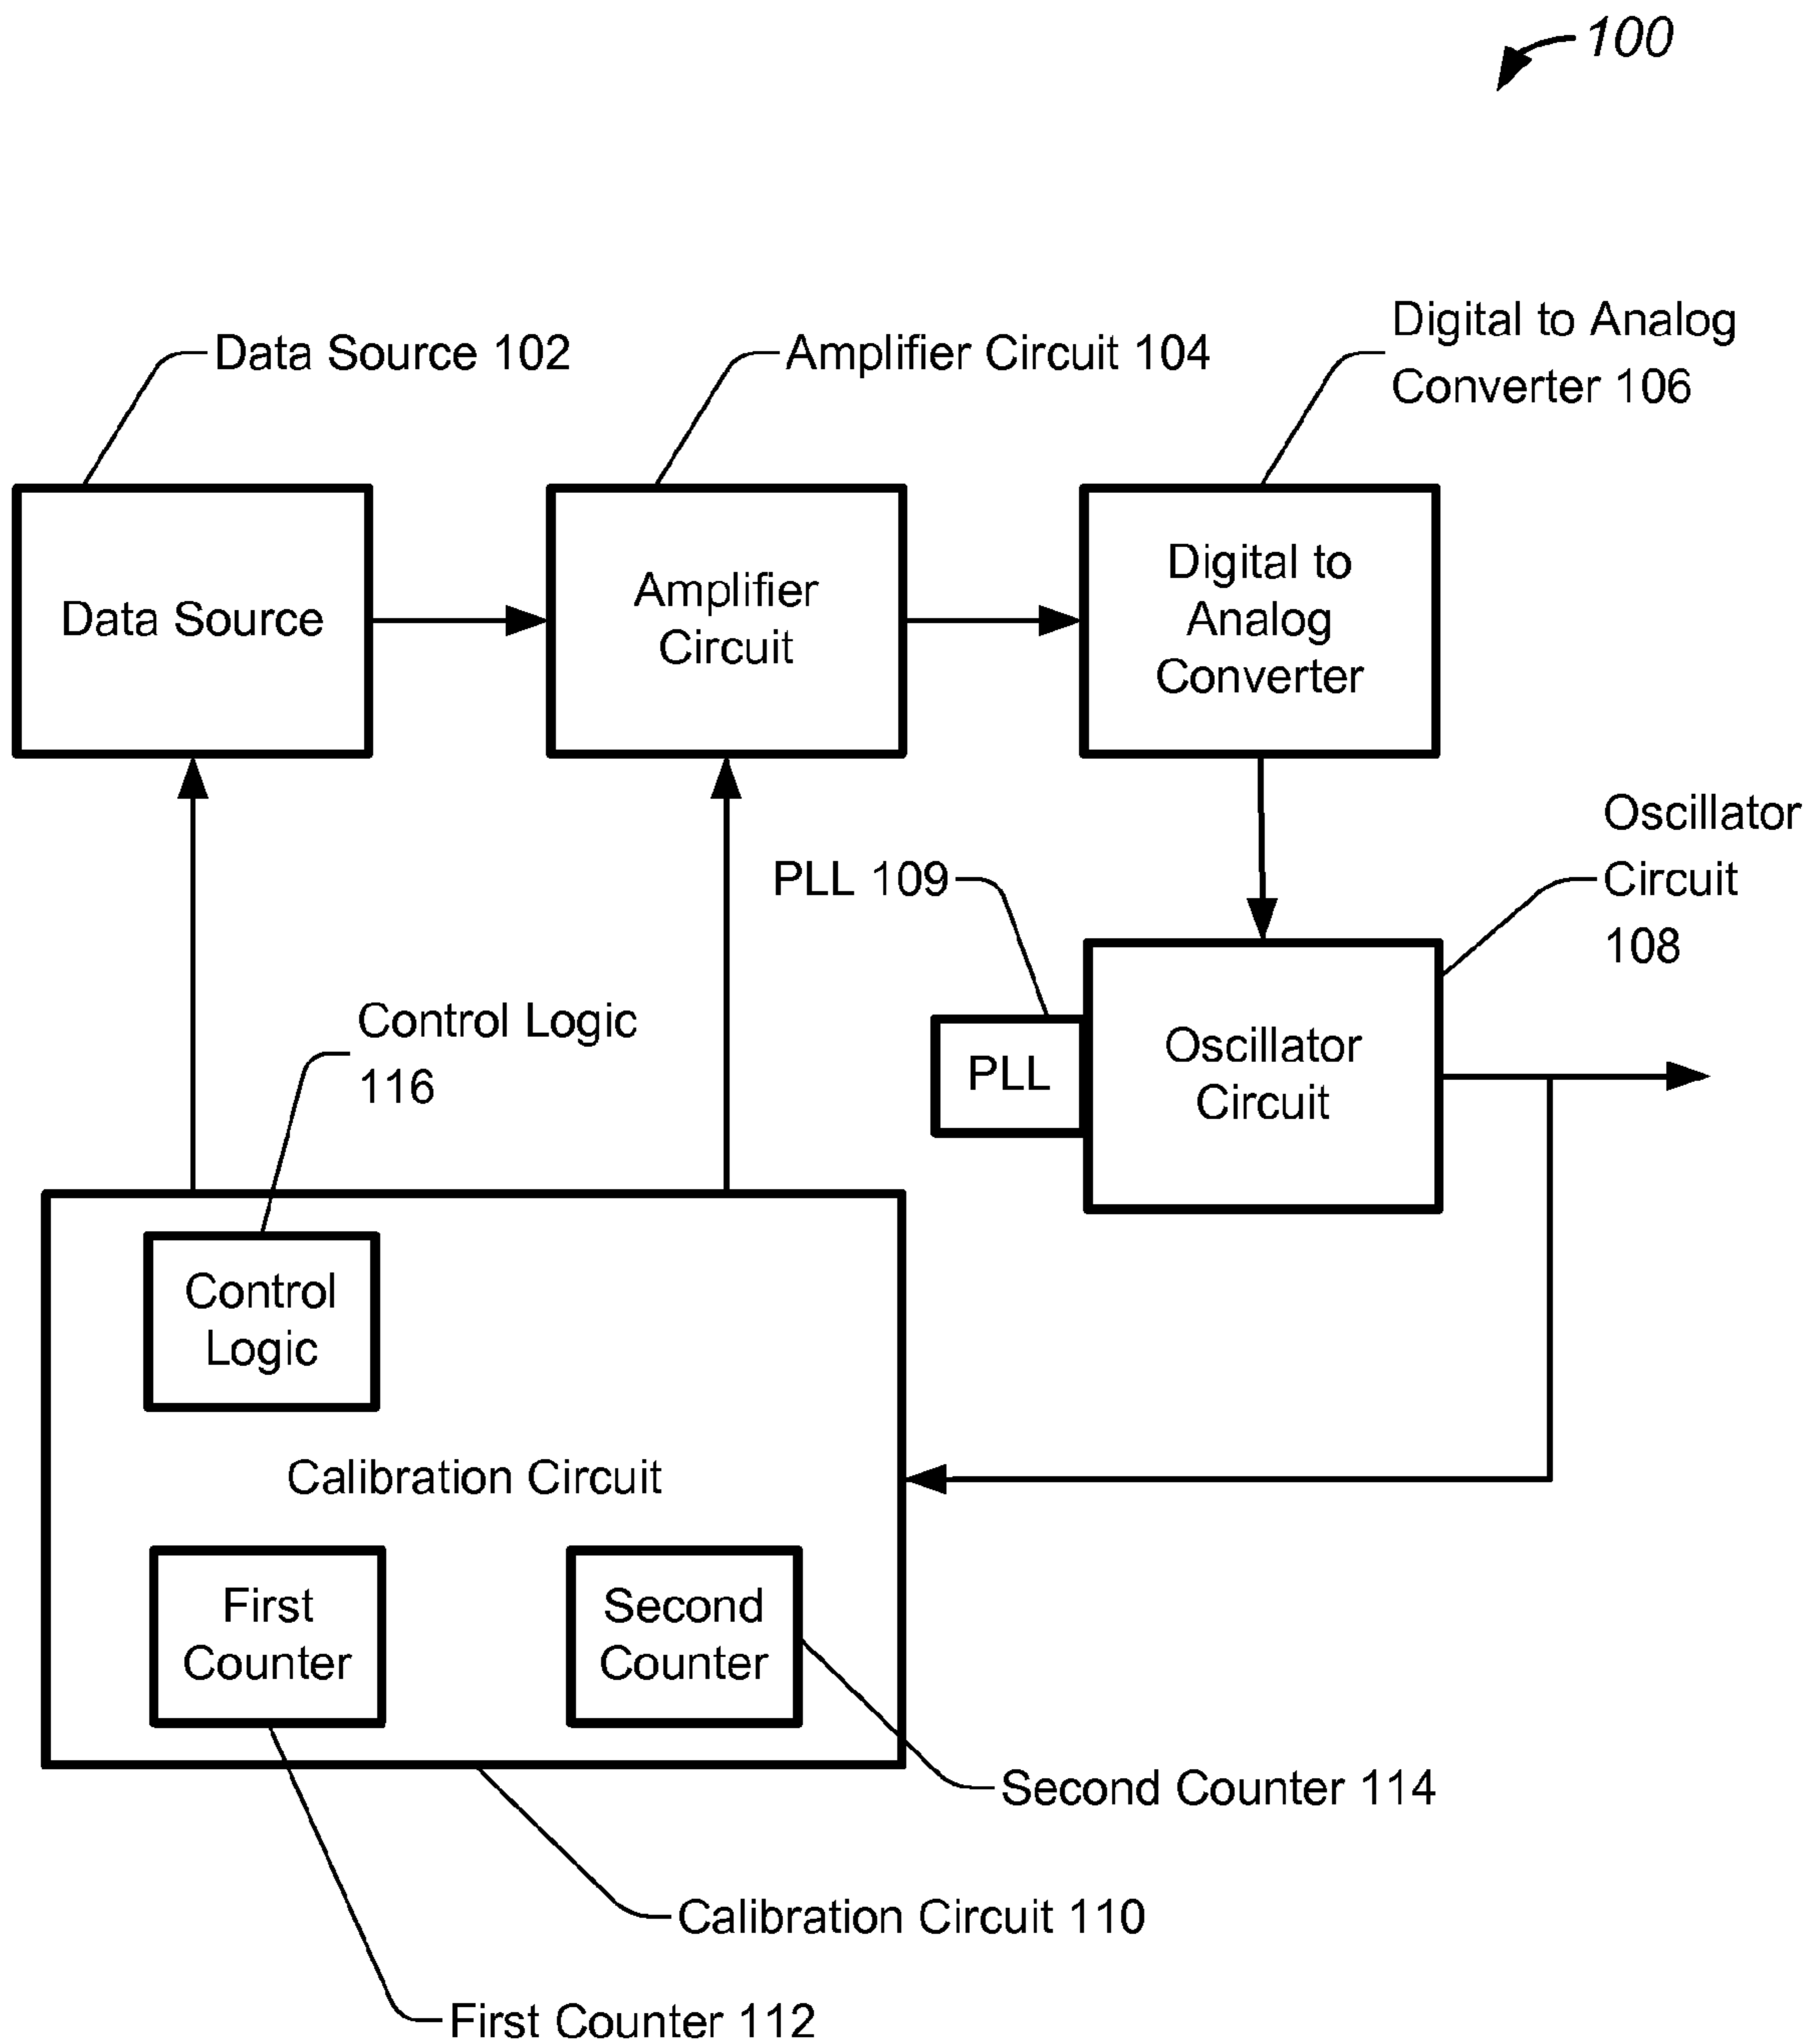 100
Data Source 102
Amplifier Circuit 104
Digital to Analog
Converter 106
Data Source
Amplifier
Circuit
Digital to
Analog
Converter
Oscillator
Circuit
108
PLL 109
Control Logic
116
PLL
Oscillator
Circuit
Control
Logic
Calibration Circuit
First
Counter
Second
Counter
Second Counter 114
Calibration Circuit 110
First Counter 112